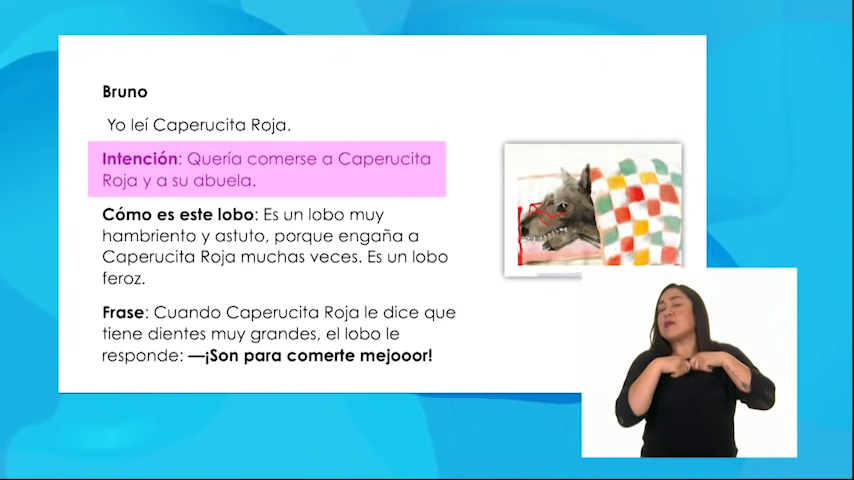 Bruno
Yo leí Caperucita Roja.
Intención: Quería comerse a Caperucita
Roja y a su abuela.
Cómo es este lobo: Es un lobo muy
hambriento y astuto, porque engaña a
Caperucita Roja muchas veces. Es un lobo
feroz.
Frase: Cuando Caperucita Roja le dice que
tiene dientes muy grandes, el lobo le
responde: —¡Son para comerte mejooor!